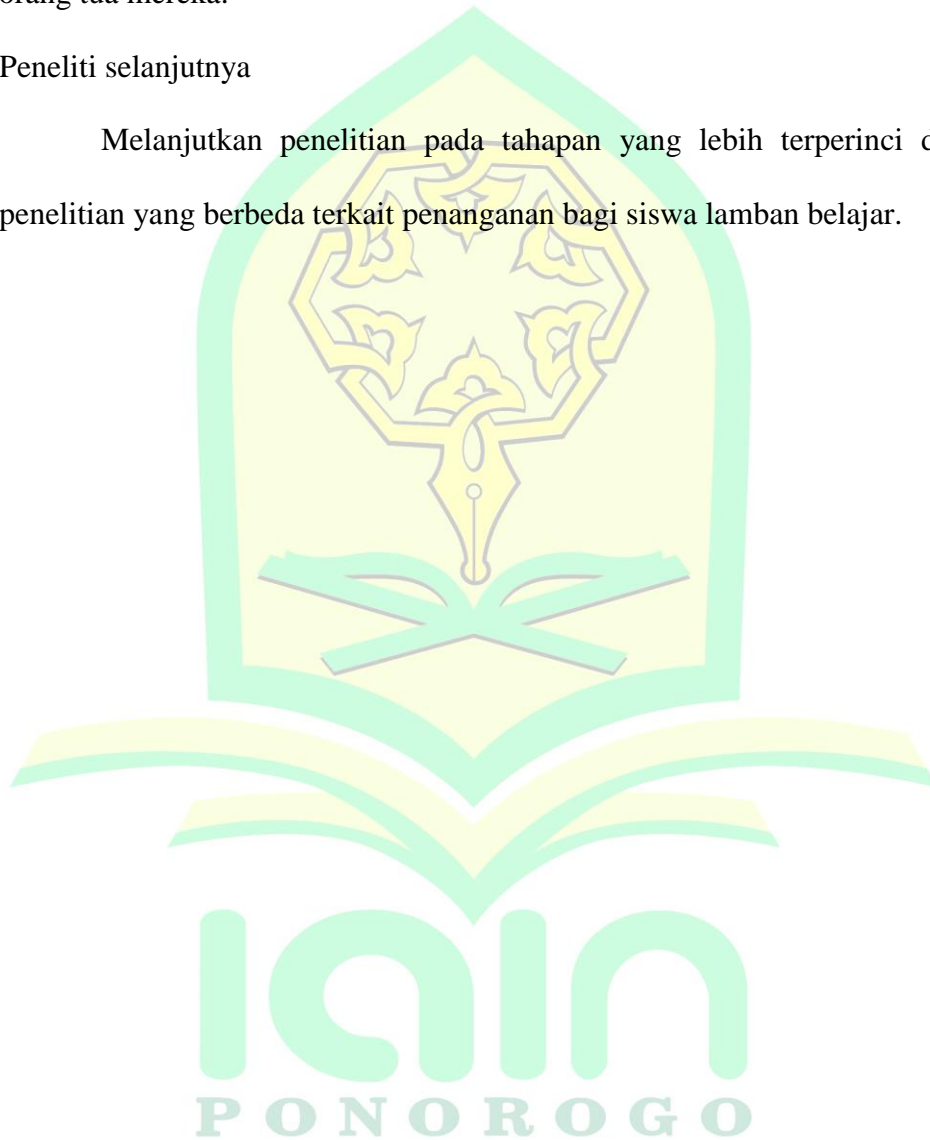 orang tua mereka.
Peneliti selanjutnya
Melanjutkan penelitian pada tahapan yang lebih terperinci
penelitian yang berbeda terkait penanganan bagi siswa lamban belajar.
iain
PONOROGO